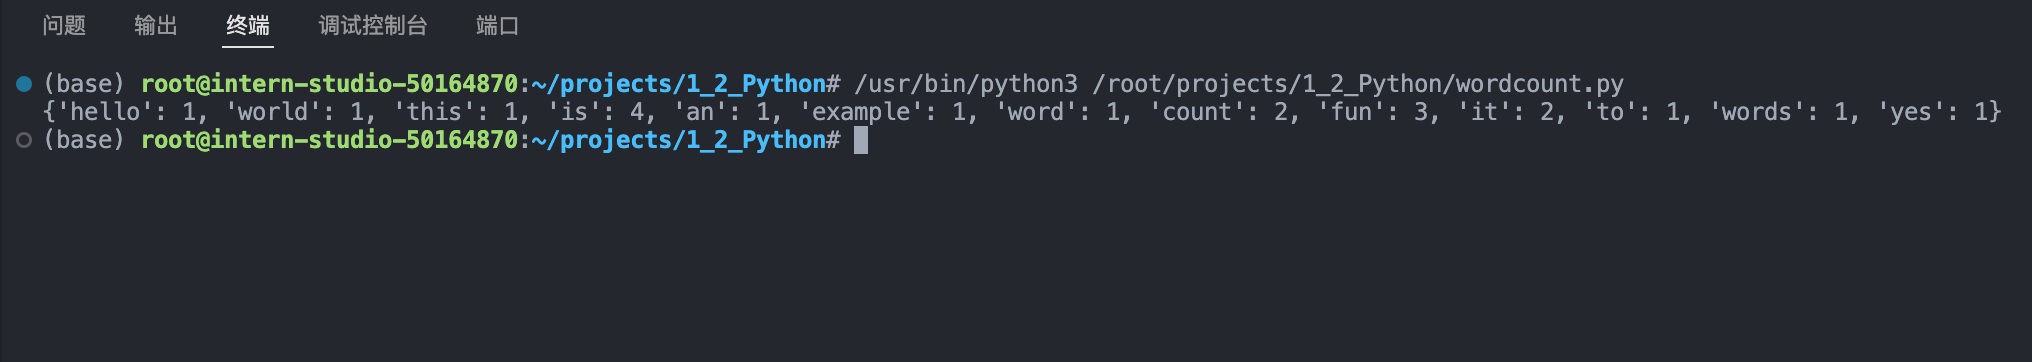 问题 输出 终端 调试控制台 端口
(base) root@intern-studio-50164870:~/projects/1_2_Python# /usr/bin/python3 /root/projects/1_2_Python/wordcount.py
{'hello': 1, 'world': 1, 'this': 1, 'is': 4, 'an': 1, 'example': 1, 'word': 1, 'count': 2, 'fun': 3, 'it': 2, 'to': 1, 'words': 1, 'yes': 1}
(base) root@intern-studio-50164870:~/projects/1_2_Python#